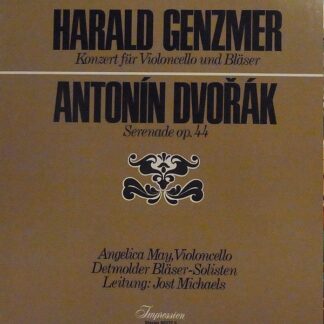 HARALD GENZMER
Konzert für Violoncello und Bläser
ANTONÍN DVOŘÁK
Serenade op. 44
Angelica May, Violoncello
Detmolder Bläser-Solisten
Leitung: Jost Michaels
Impression